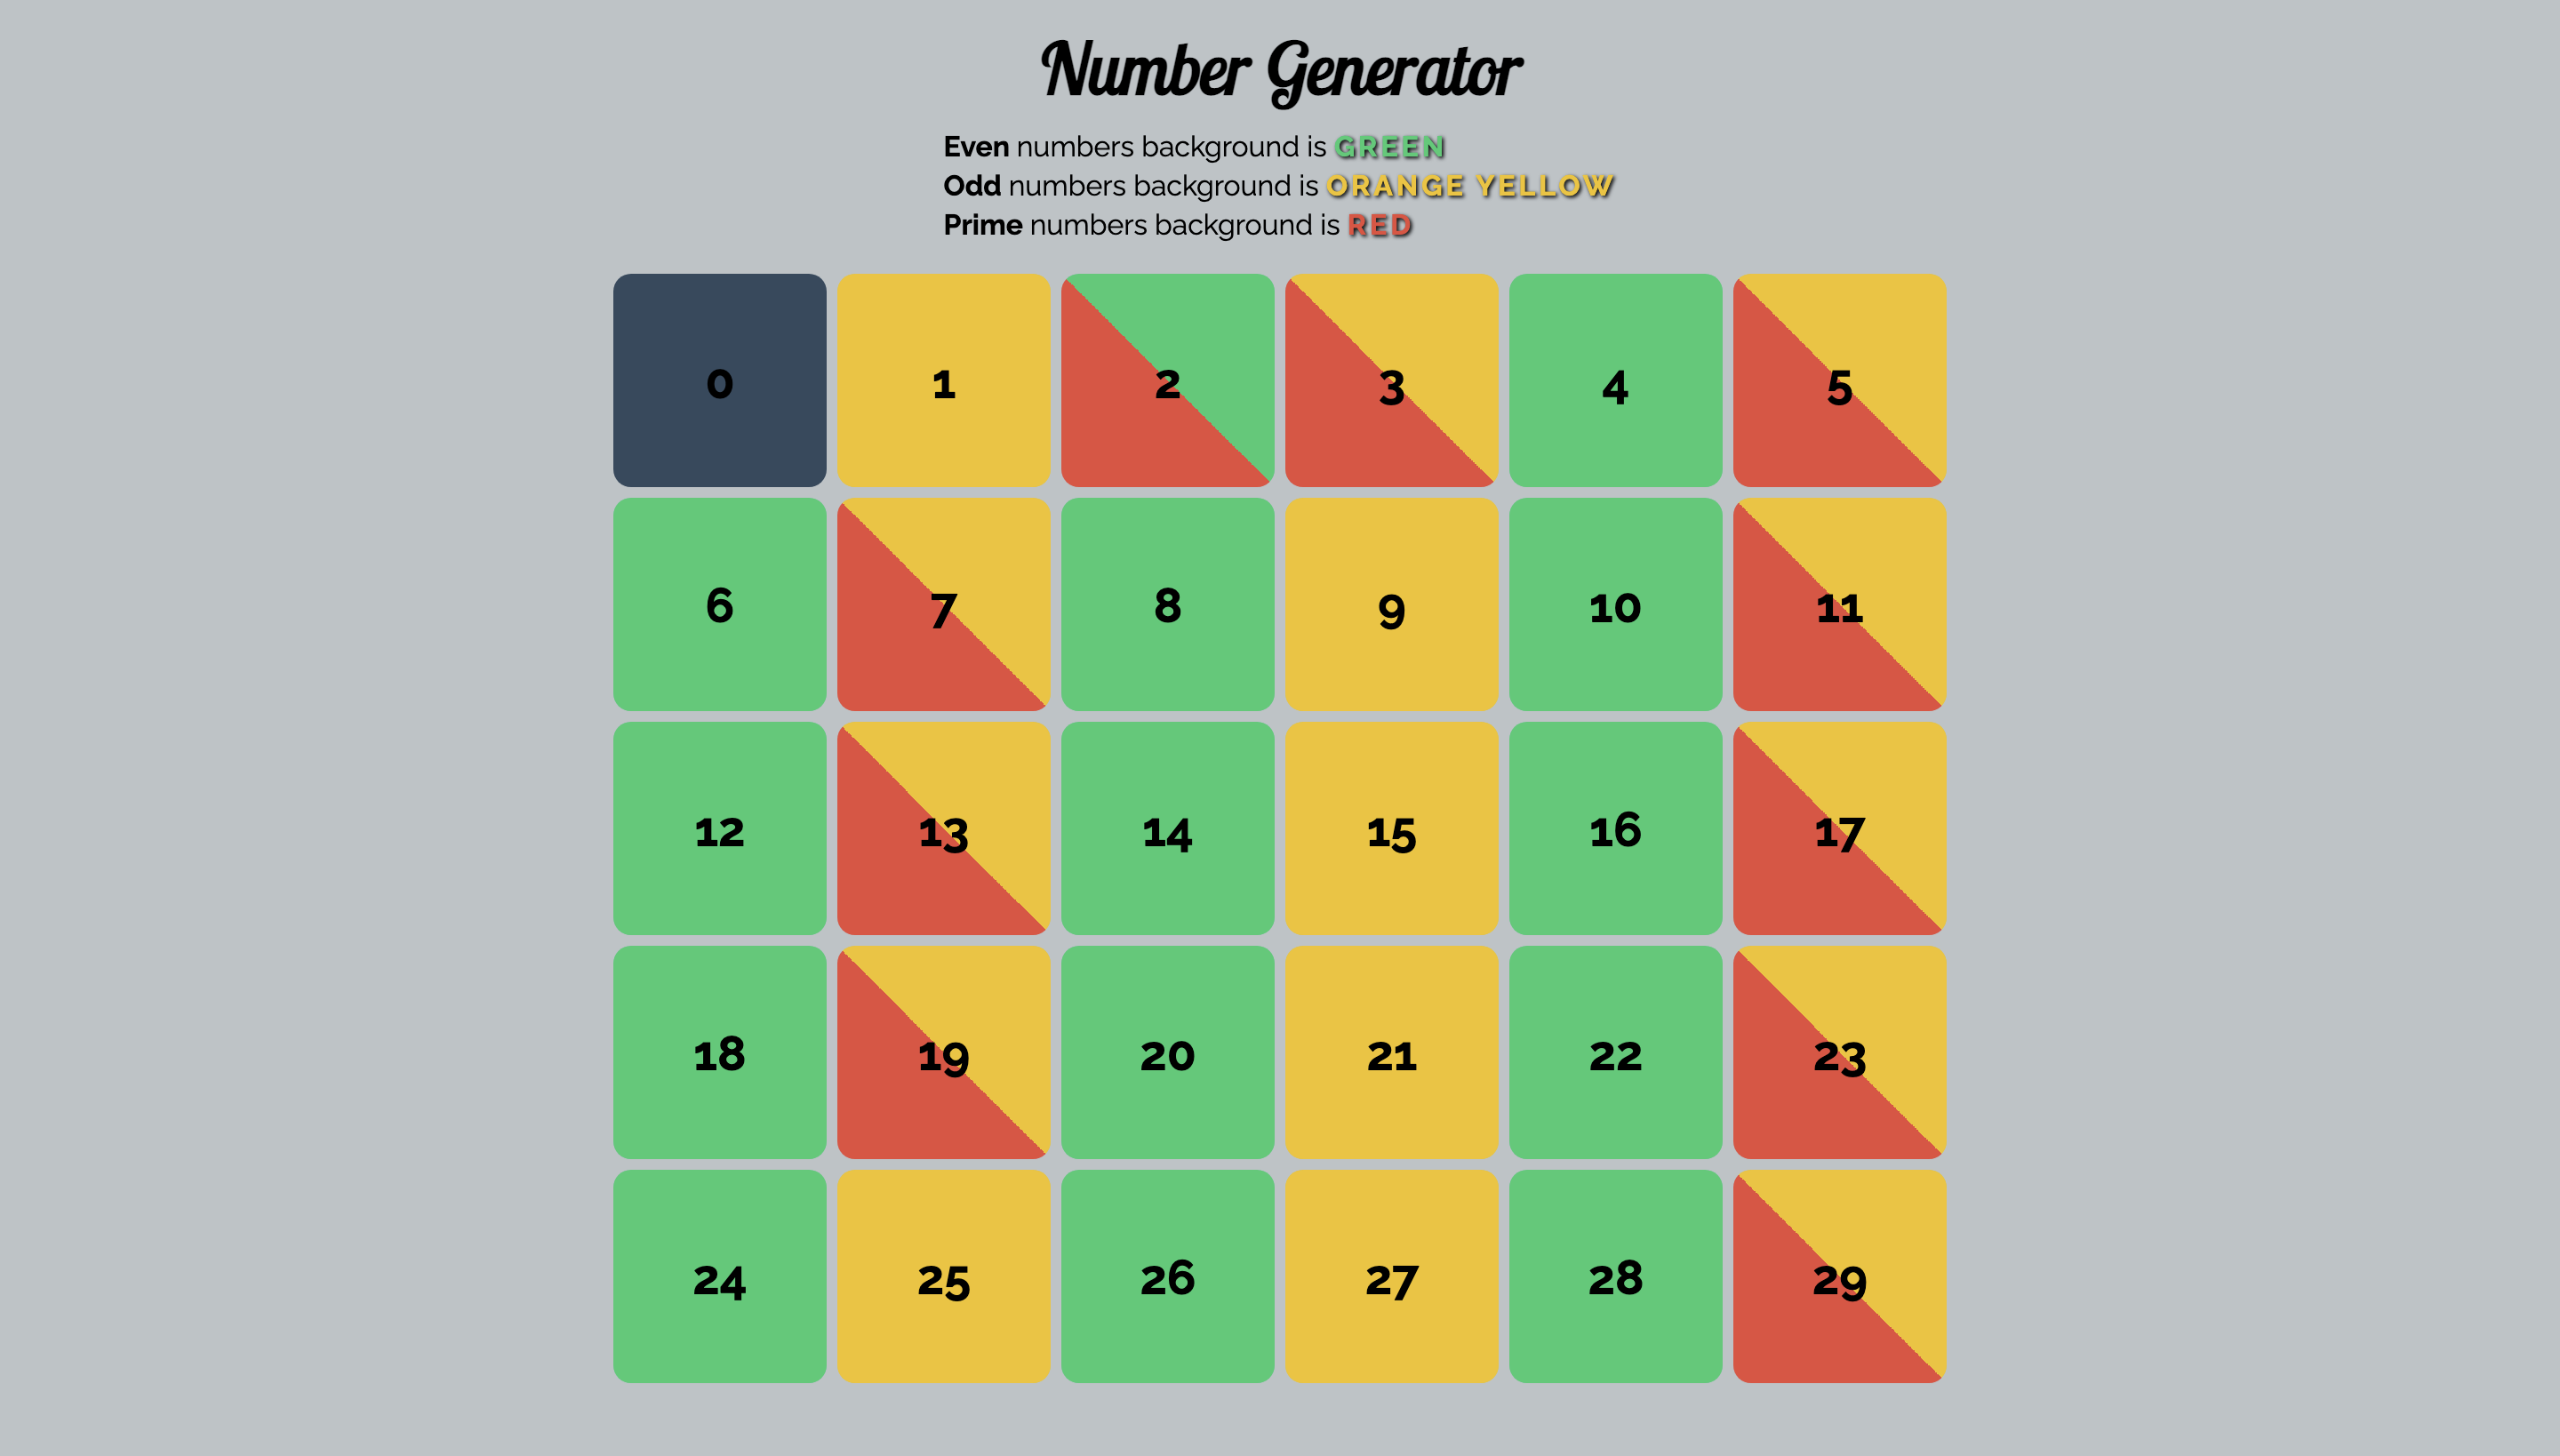 Number Generator
Even numbers background is GREEN
Odd numbers background is ORANGE YELLOW
Prime numbers background is RED
0 1 2 3 4 5
6 7 8 9 10 11
12 13 14 15 16 17
18 19 20 21 22 23
24 25 26 27 28 29